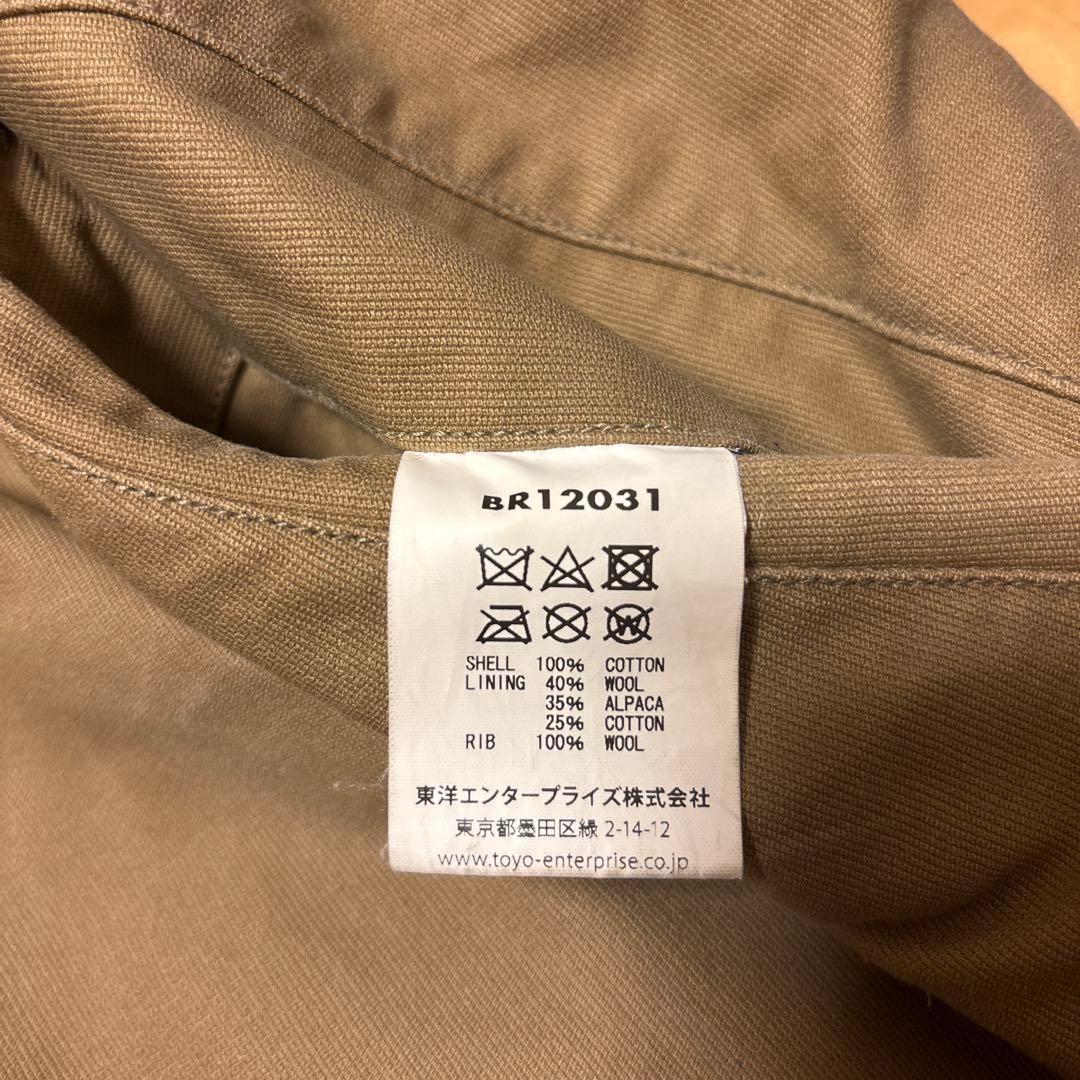 BR12031
W
SHELL 100% COTTON
LINING 40% WOOL
35% ALPACA
25% COTTON
RIB 100% WOOL
東洋エンタープライズ株式会社
東京都墨田区緑 2-14-12
www.toyo-enterprise.co.jp